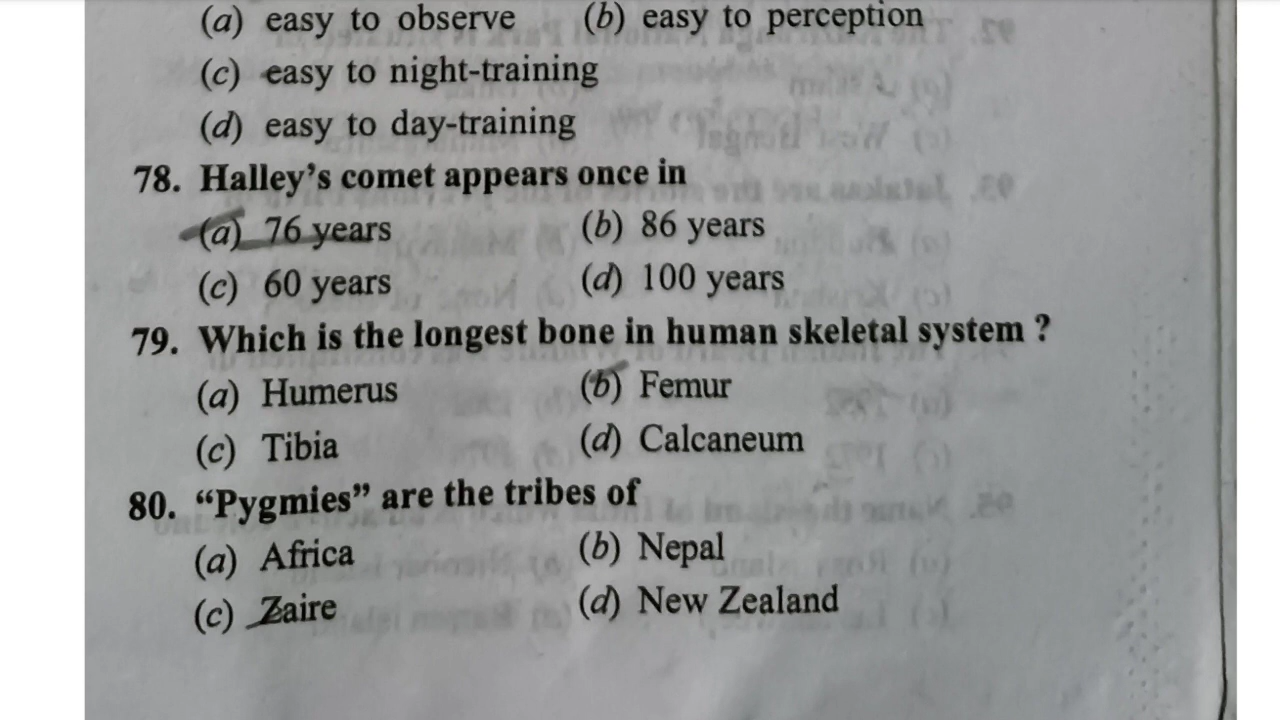 (a) easy to observe (b) easy to perception
(c) easy to night-training
(d) easy to day-training
78. Halley's comet appears once in
(a) 76 years (b) 86 years
(c) 60 years (d) 100 years
79. Which is the longest bone in human skeletal system ?
(a) Humerus (b) Femur
(c) Tibia (d) Calcaneum
80. “Pygmies” are the tribes of
(a) Africa (b) Nepal
(c) Zaire (d) New Zealand